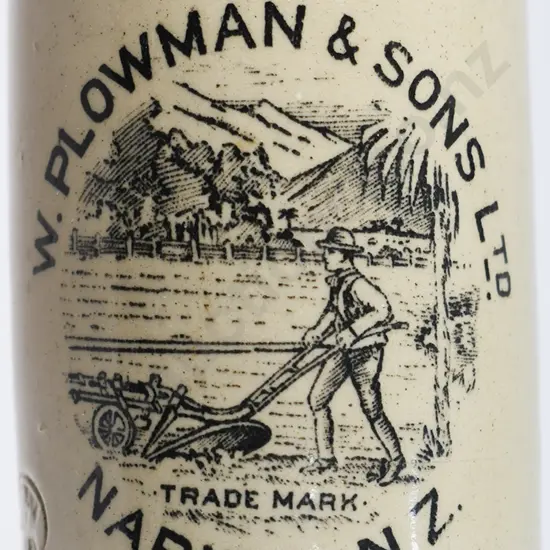 W. PLOWMAN & SONS LTD.
TRADE MARK.
N.Z.